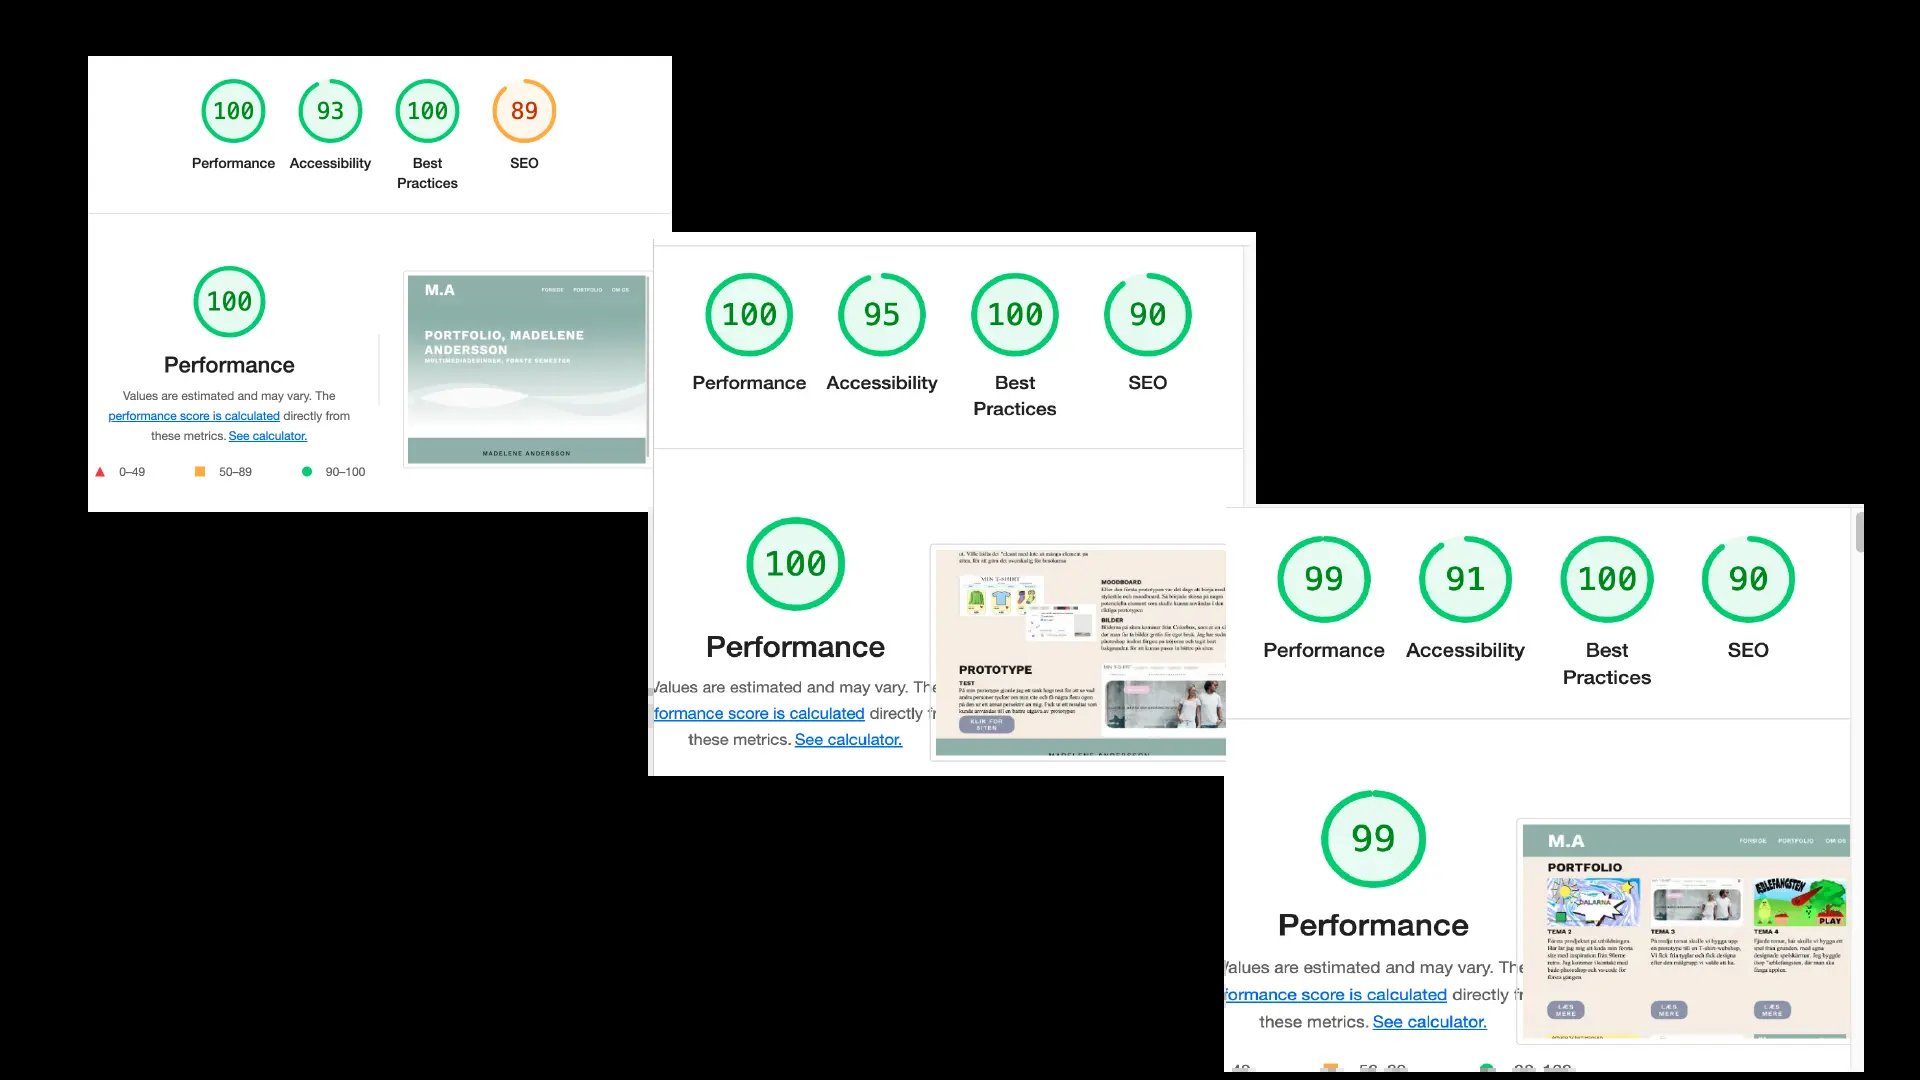 100
93
100
89
Performance
Accessibility
Best
Practices
SEO
100
Performance
Values are estimated and may vary. The
performance score is calculated directly from
these metrics. See calculator.
0–49
50–89
90–100
M.A
FORSIDE PORTFOLIO OM OS
PORTFOLIO, MADELENE
ANDERSSON
MULTIMEDIADESIGNER, FØRSTE SEMESTER
MADELENE ANDERSSON
100
95
100
90
Performance
Accessibility
Best
Practices
SEO
100
Performance
Values are estimated and may vary. The
formance score is calculated directly fr
these metrics. See calculator.
MIN T-SHIRT
MOODBOARD
BILDER
PROTOTYPE
TEST
KLIK FOR
SITEN
MADELENE ANDERSSON
99
91
100
90
Performance
Accessibility
Best
Practices
SEO
99
Performance
Values are estimated and may vary. The
formance score is calculated directly fr
these metrics. See calculator.
M.A
FORSIDE PORTFOLIO OM OS
PORTFOLIO
DALARNA
ÆBLEFANGSTEN
PLAY
TEMA 2
TEMA 3
TEMA 4
LÆS
MERE
LÆS
MERE
LÆS
MERE